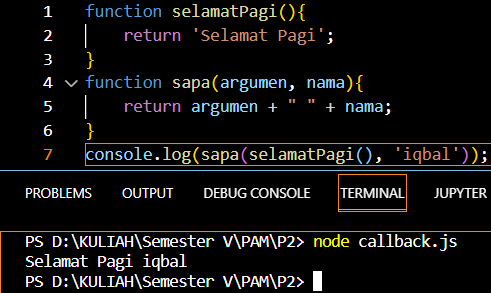 1 function selamatPagi(){
2     return 'Selamat Pagi';
3 }
4 function sapa(argumen, nama){
5     return argumen + " " + nama;
6 }
7 console.log(sapa(selamatPagi(), 'iqbal'));
PROBLEMS OUTPUT DEBUG CONSOLE TERMINAL JUPYTER
PS D:\KULIAH\Semester V\PAM\P2> node callback.js
Selamat Pagi iqbal
PS D:\KULIAH\Semester V\PAM\P2>